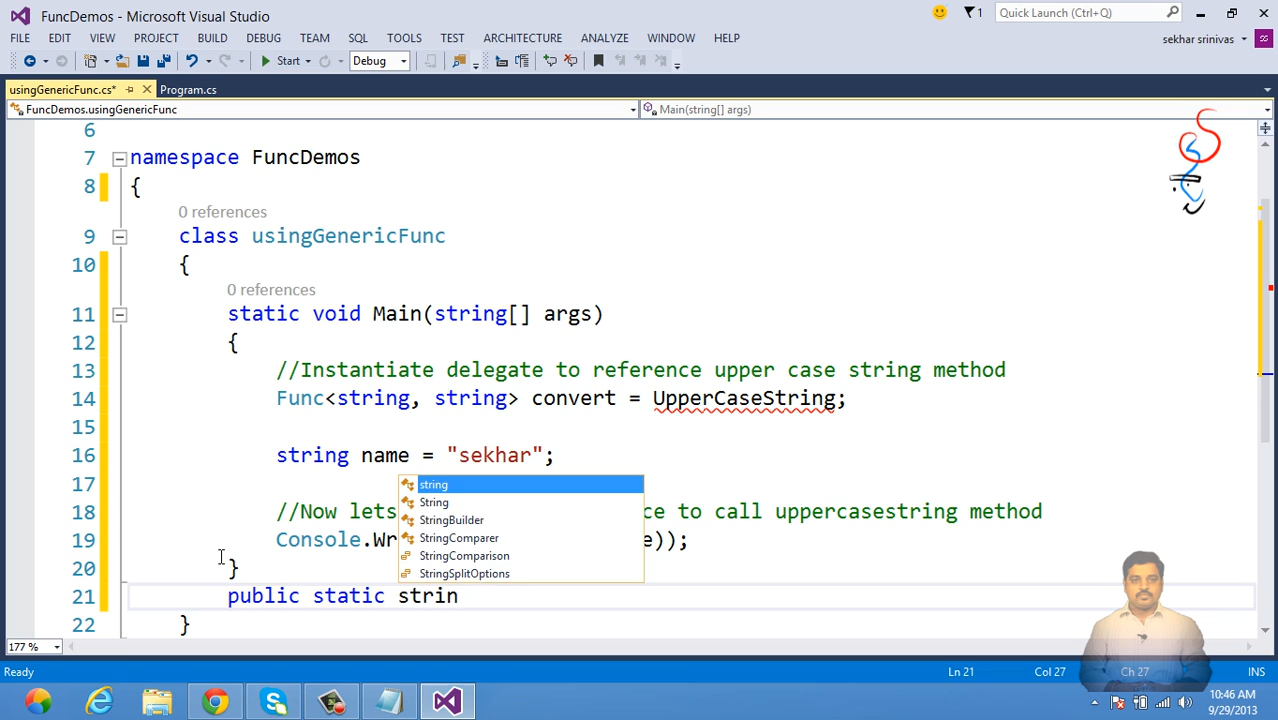 FuncDemos - Microsoft Visual Studio
1
Quick Launch (Ctrl+Q)
FILE EDIT VIEW PROJECT BUILD DEBUG TEAM SQL TOOLS TEST ARCHITECTURE ANALYZE WINDOW HELP
sekhar srinivas
SS
Start Debug
usingGenericFunc.cs* Program.cs
FuncDemos.usingGenericFunc Main(string[] args)
6
7 namespace FuncDemos
8 {
0 references
9 class usingGenericFunc
10 {
0 references
11 static void Main(string[] args)
12 {
13 //Instantiate delegate to reference upper case string method
14 Func<string, string> convert = UpperCaseString;
15
16 string name = "sekhar";
17
string
String
StringBuilder
StringComparer
StringComparison
StringSplitOptions
18 //Now lets ce to call uppercasestring method
19 Console.Wr e));
20 }
21 public static strin
22 }
177 %
Ready Ln 21 Col 27 Ch 27 INS
10:46 AM
9/29/2013